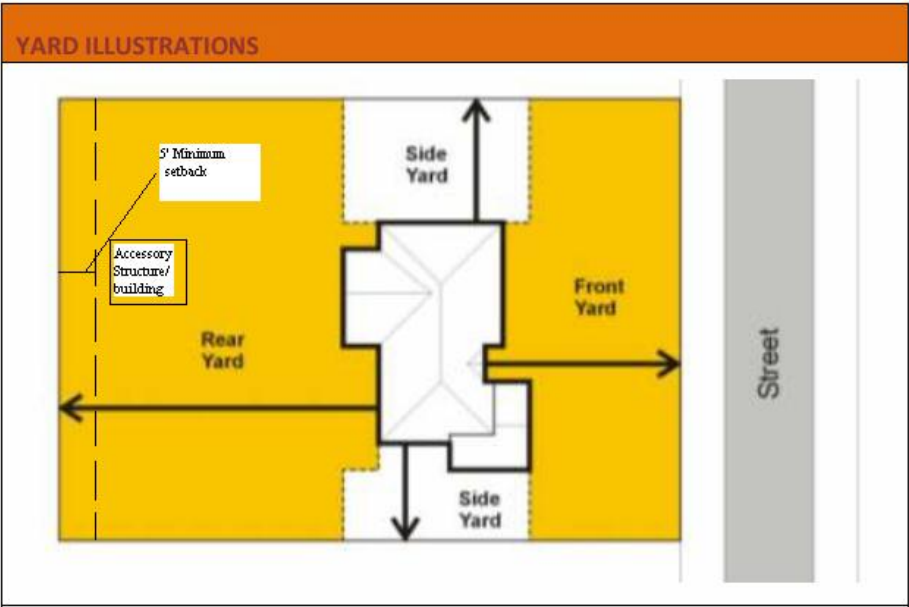 YARD ILLUSTRATIONS
5' Minimum
setback
Side
Yard
Accessory
Structure/
building
Front
Yard
Rear
Yard
Street
Side
Yard